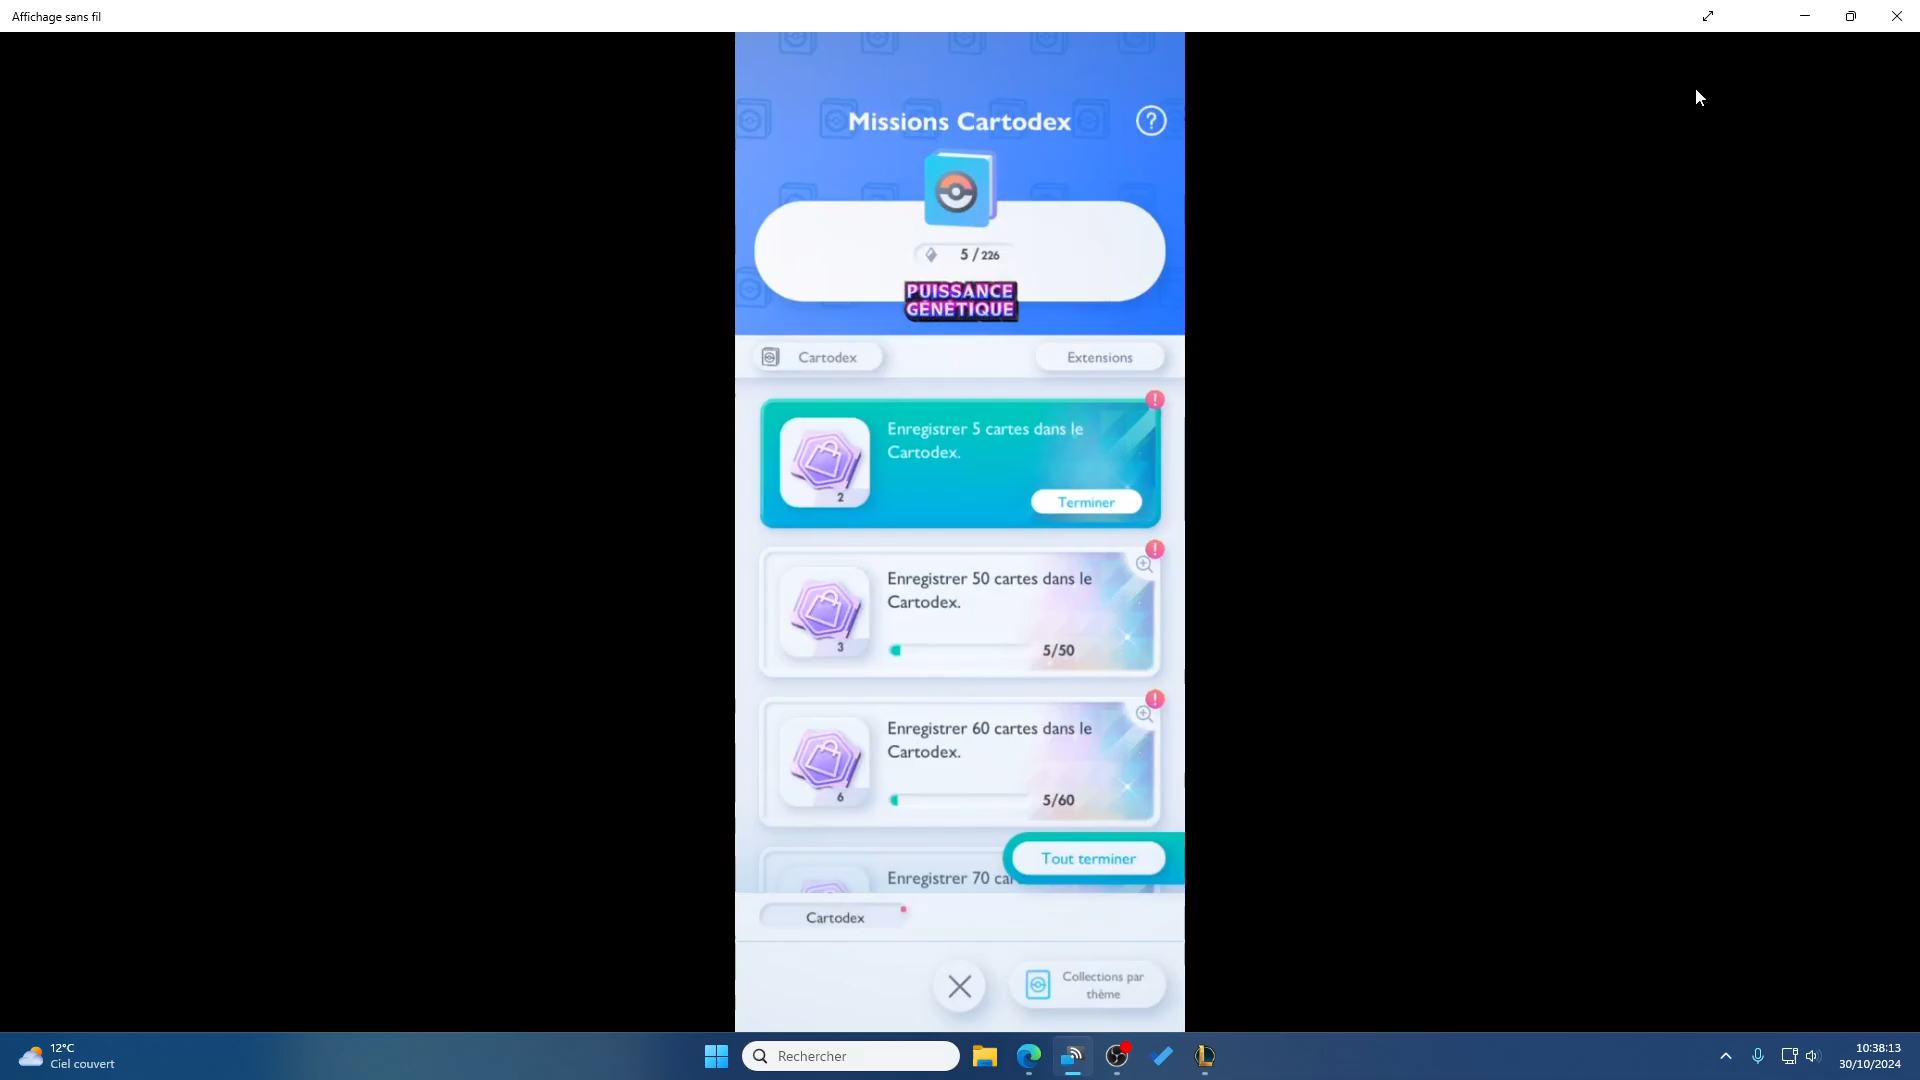 Affichage sans fil
Missions Cartodex
?
5 / 226
PUISSANCE
GÉNÉTIQUE
Cartodex
Extensions
!
Enregistrer 5 cartes dans le
Cartodex.
2
Terminer
!
Enregistrer 50 cartes dans le
Cartodex.
3
5/50
!
Enregistrer 60 cartes dans le
Cartodex.
6
5/60
Tout terminer
Enregistrer 70 car
Cartodex
Collections par
thème
12°C
Ciel couvert
Rechercher
10:38:13
30/10/2024